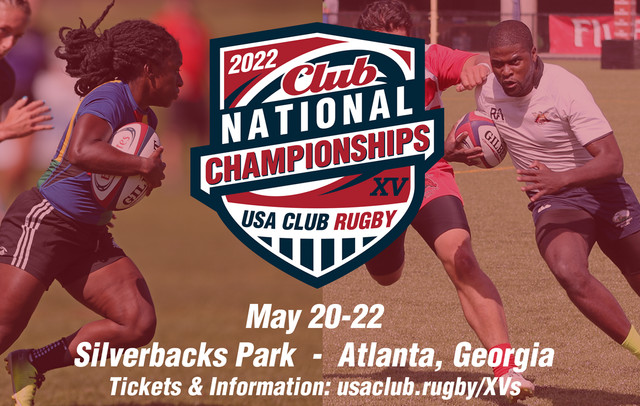 2022
Club
NATIONAL
CHAMPIONSHIPS
XV
USA CLUB RUGBY
RA
May 20-22
Silverbacks Park - Atlanta, Georgia
Tickets & Information: usaclub.rugby/XVs